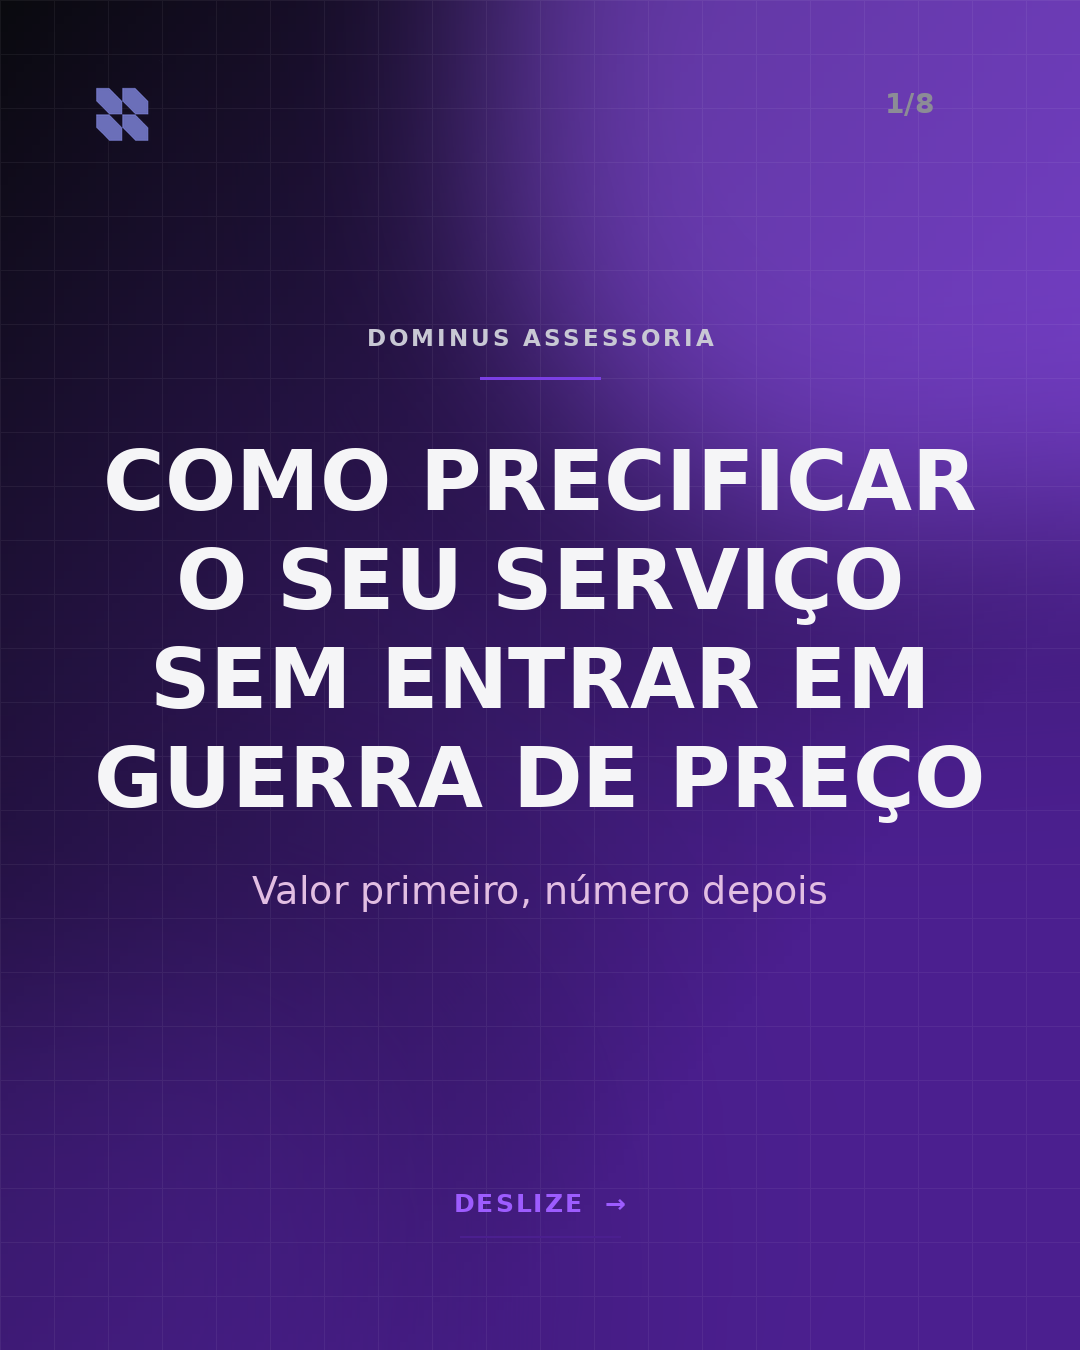 1/8
DOMINUS ASSESSORIA
COMO PRECIFICAR
O SEU SERVIÇO
SEM ENTRAR EM
GUERRA DE PREÇO
Valor primeiro, número depois
DESLIZE →